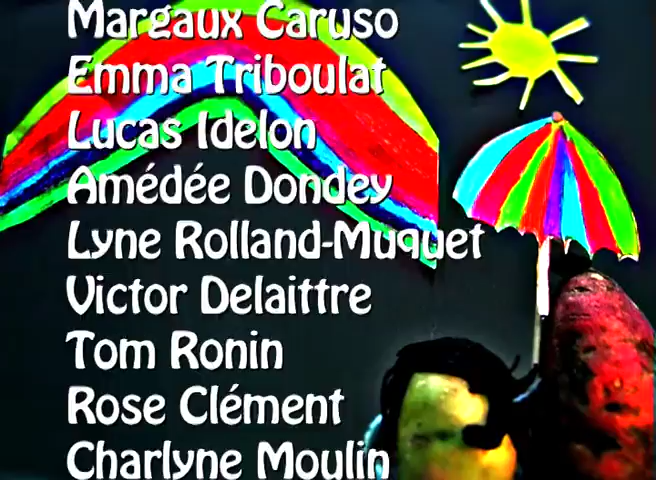 Margaux Caruso
Emma Triboulat
Lucas Idelon
Amédée Dondey
Lyne Rolland-Muquet
Victor Delaittre
Tom Ronin
Rose Clément
Charlyne Moulin